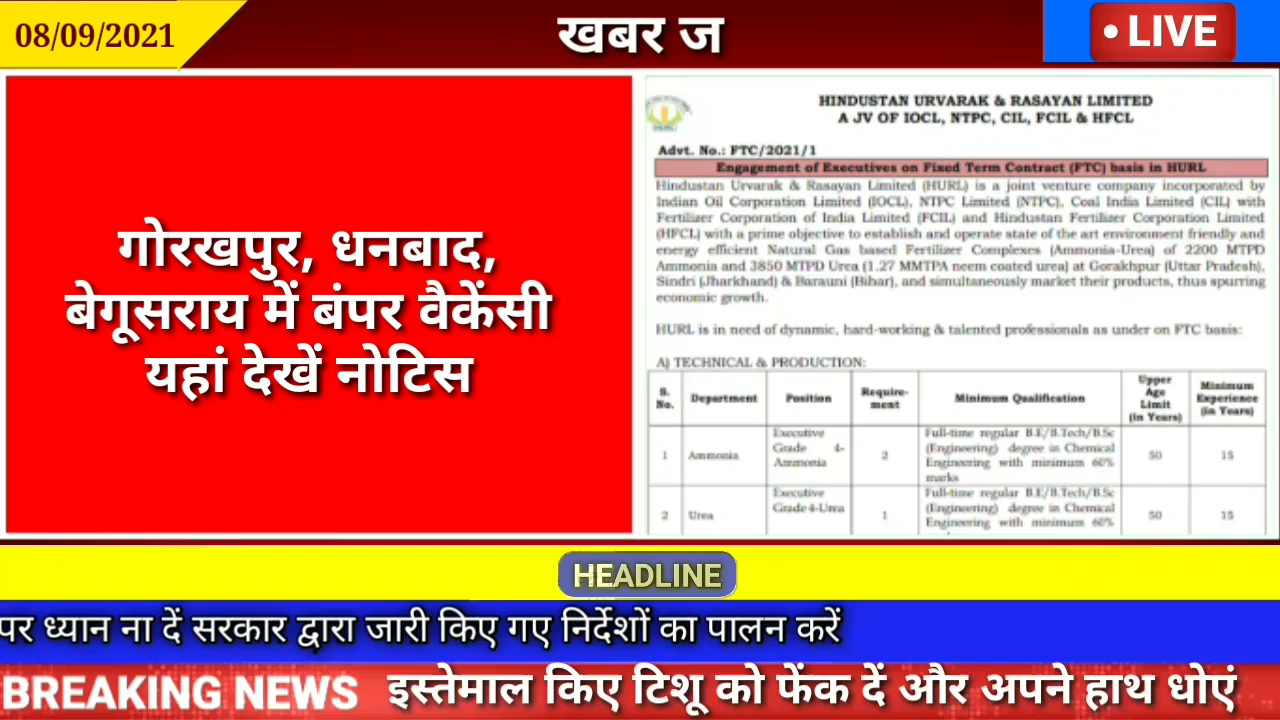 08/09/2021
खबर ज
• LIVE
गोरखपुर, धनबाद,
बेगूसराय में बंपर वैकेंसी
यहां देखें नोटिस
HINDUSTAN URVARAK & RASAYAN LIMITED
A JV OF IOCL, NTPC, CIL, FCIL & HFCL
Advt. No.: FTC/2021/1
Engagement of Executives on Fixed Term Contract (FTC) basis in HURL
Hindustan Urvarak & Rasayan Limited (HURL) is a joint venture company incorporated by
Indian Oil Corporation Limited (IOCL), NTPC Limited (NTPC), Coal India Limited (CIL) with
Fertilizer Corporation of India Limited (FCIL) and Hindustan Fertilizer Corporation Limited
(HFCL) with a prime objective to establish and operate state of the art environment friendly and
energy efficient Natural Gas based Fertilizer Complexes (Ammonia-Urea) of 2200 MTPD
Ammonia and 3850 MTPD Urea (1.27 MMTPA neem coated urea) at Gorakhpur (Uttar Pradesh),
Sindri (Jharkhand) & Barauni (Bihar), and simultaneously market their products, thus spurring
economic growth.
HURL is in need of dynamic, hard-working & talented professionals as under on FTC basis:
A) TECHNICAL & PRODUCTION:
S. No. Department Position Require-ment Minimum Qualification Upper Age Limit (in Years) Minimum Experience (in Years)
1 Ammonia Executive Grade 4-Ammonia 2 Full-time regular B.E/B.Tech/B.Sc (Engineering) degree in Chemical Engineering with minimum 60% marks 50 15
2 Urea Executive Grade 4-Urea 1 Full-time regular B.E/B.Tech/B.Sc (Engineering) degree in Chemical Engineering with minimum 60% 50 15
HEADLINE
पर ध्यान ना दें सरकार द्वारा जारी किए गए निर्देशों का पालन करें
BREAKING NEWS इस्तेमाल किए टिशू को फेंक दें और अपने हाथ धोएं